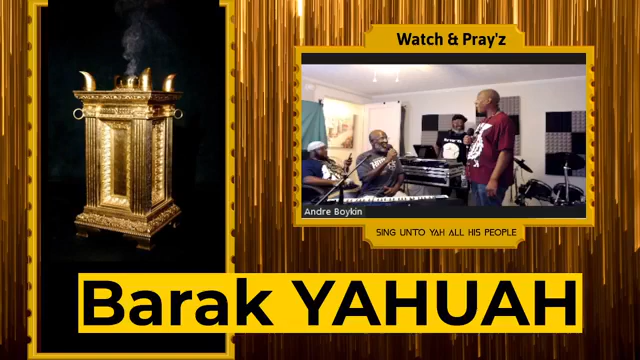 Watch & Pray'z
Andre Boykin
SING UNTO YAH ALL HIS PEOPLE
Barak YAHUAH